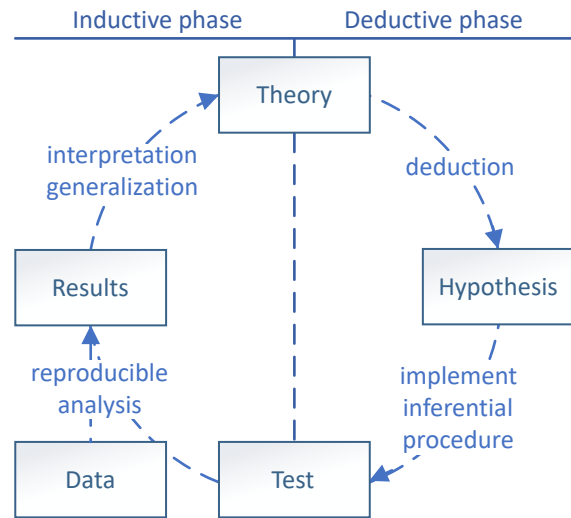 Inductive phase
Deductive phase
Theory
interpretation
generalization
deduction
Results
Hypothesis
reproducible
analysis
implement
inferential
procedure
Data
Test